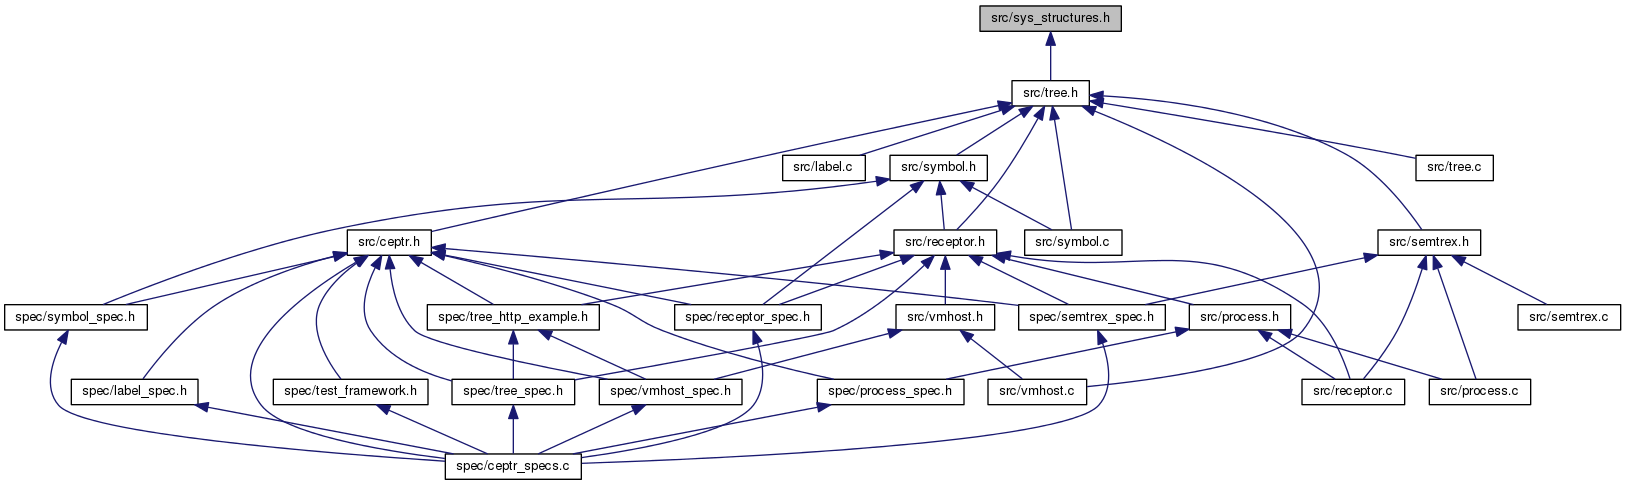 src/sys_structures.h
src/tree.h
src/label.c
src/symbol.h
src/tree.c
src/ceptr.h
src/receptor.h
src/symbol.c
src/semtrex.h
spec/symbol_spec.h
spec/tree_http_example.h
spec/receptor_spec.h
src/vmhost.h
spec/semtrex_spec.h
src/process.h
src/semtrex.c
spec/label_spec.h
spec/test_framework.h
spec/tree_spec.h
spec/vmhost_spec.h
spec/process_spec.h
src/vmhost.c
src/receptor.c
src/process.c
spec/ceptr_specs.c